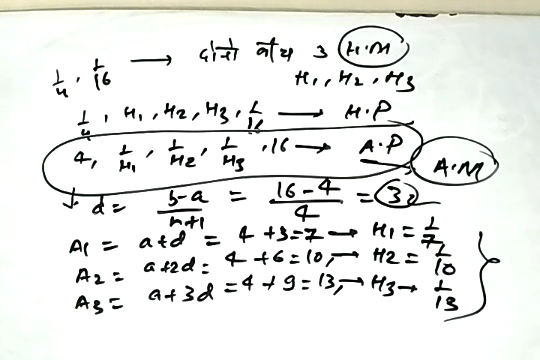 1/4, 1/16 → दोनों के बीच 3 H.M
H₁, H₂, H₃
1/4, H₁, H₂, H₃, 1/16 → H.P
4, 1/H₁, 1/H₂, 1/H₃, 16 → A.P A.M
↓ d = (b-a)/(n+1) = (16-4)/4 = 3
A₁ = a+d = 4+3=7 → H₁ = 1/7
A₂ = a+2d = 4+6=10, → H₂ = 1/10
A₃ = a+3d = 4+9=13, → H₃ → 1/13